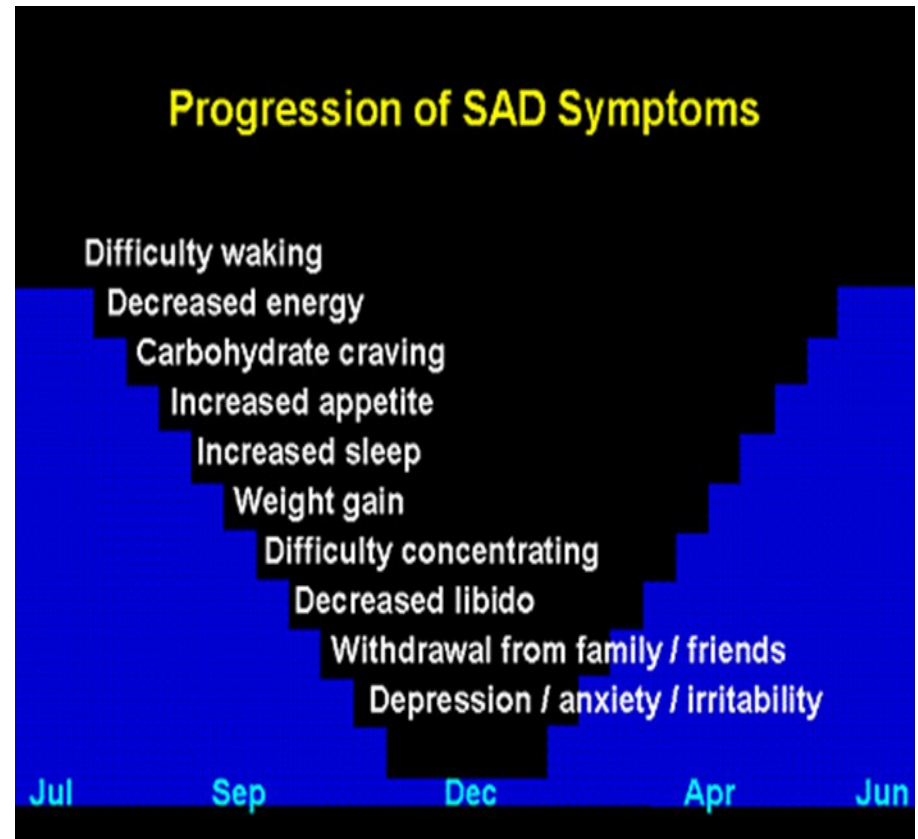 Progression of SAD Symptoms
Difficulty waking
Decreased energy
Carbohydrate craving
Increased appetite
Increased sleep
Weight gain
Difficulty concentrating
Decreased libido
Withdrawal from family / friends
Depression / anxiety / irritability
Jul Sep Dec Apr Jun